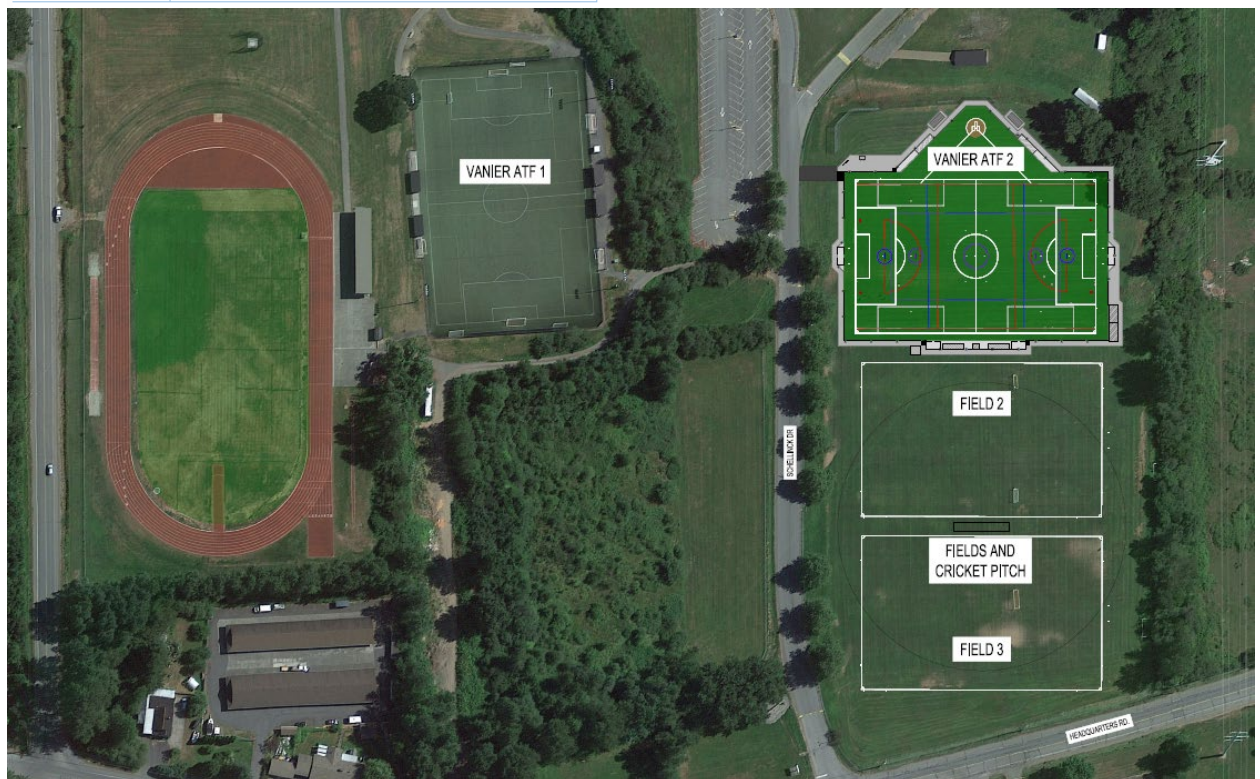 VANIER ATF 1
VANIER ATF 2
SCHELLINCK DR
FIELD 2
FIELDS AND
CRICKET PITCH
FIELD 3
HEADQUARTERS RD.